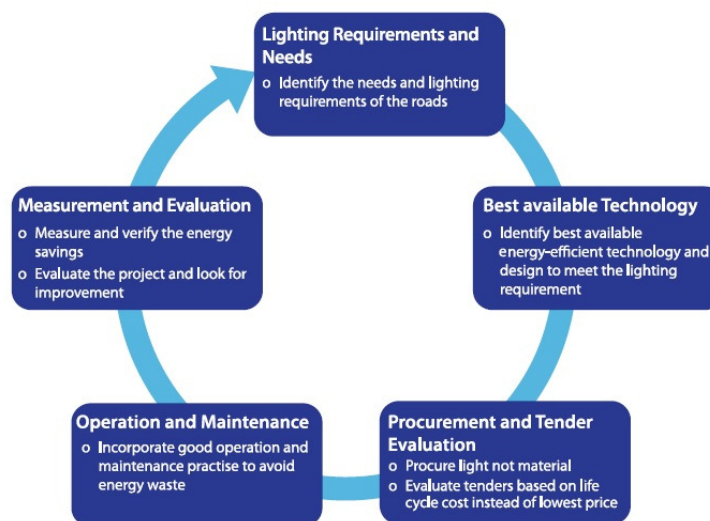 Lighting Requirements and
Needs
o Identify the needs and lighting
requirements of the roads
Best available Technology
o Identify best available
energy-efficient technology and
design to meet the lighting
requirement
Procurement and Tender
Evaluation
o Procure light not material
o Evaluate tenders based on life
cycle cost instead of lowest price
Operation and Maintenance
o Incorporate good operation and
maintenance practise to avoid
energy waste
Measurement and Evaluation
o Measure and verify the energy
savings
o Evaluate the project and look for
improvement